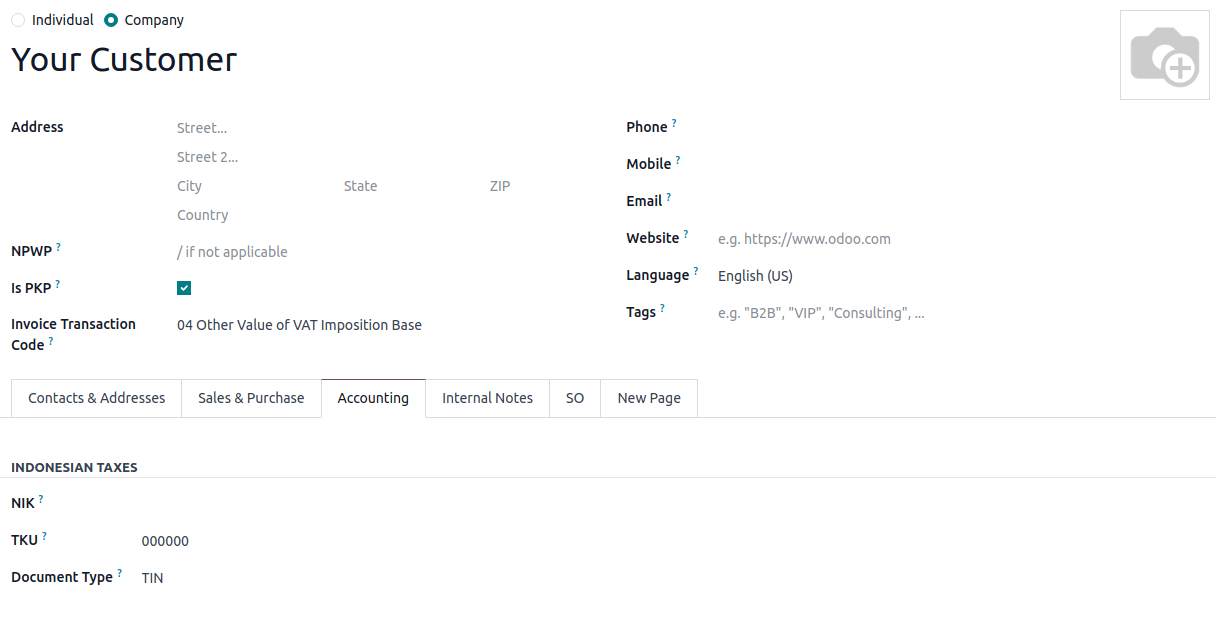 Individual Company
Your Customer
Address Street...
Street 2...
City State ZIP
Country
NPWP ? / if not applicable
Is PKP ?
Invoice Transaction
Code ? 04 Other Value of VAT Imposition Base
Phone ?
Mobile ?
Email ?
Website ? e.g. https://www.odoo.com
Language ? English (US)
Tags ? e.g. "B2B", "VIP", "Consulting", ...
Contacts & Addresses Sales & Purchase Accounting Internal Notes SO New Page
INDONESIAN TAXES
NIK ?
TKU ? 000000
Document Type ? TIN